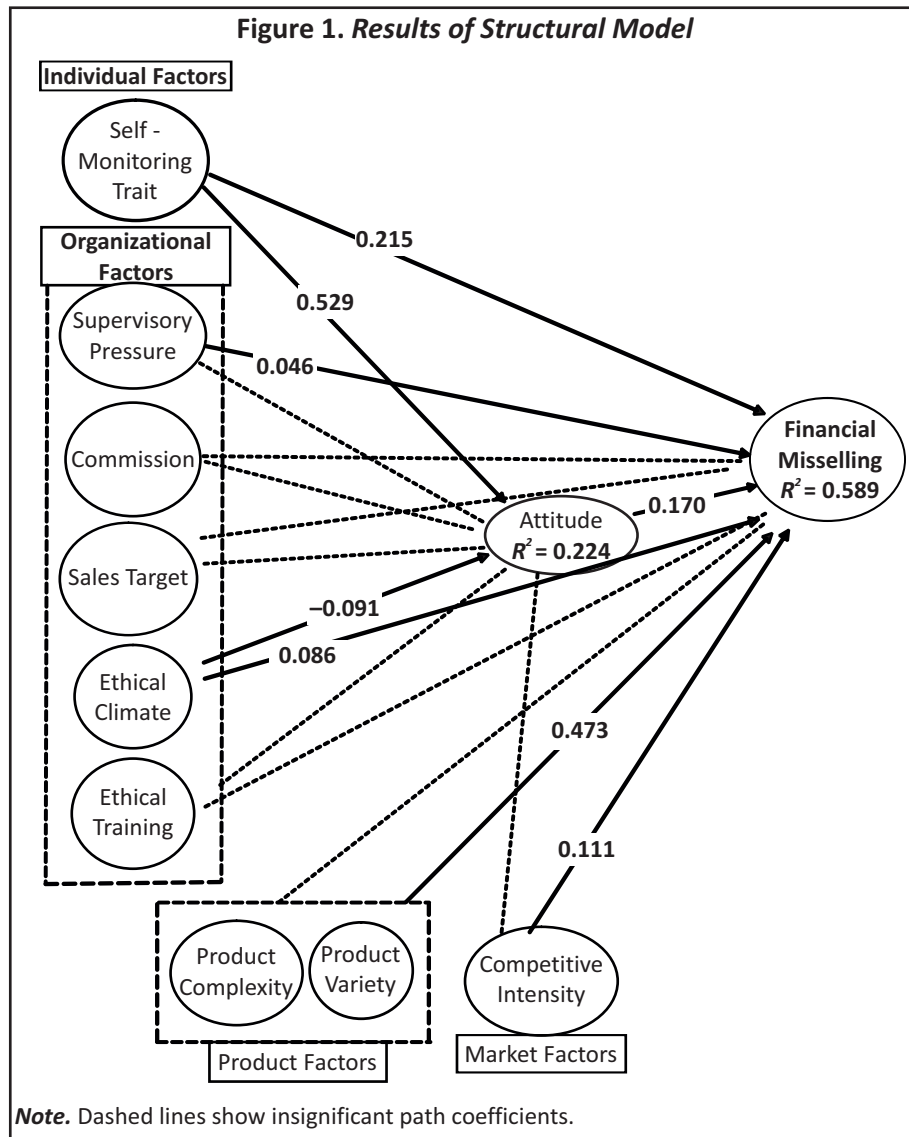 Figure 1. Results of Structural Model
Individual Factors
Self -
Monitoring
Trait
Organizational
Factors
Supervisory
Pressure
Commission
Sales Target
Ethical
Climate
Ethical
Training
0.215
0.529
0.046
Financial
Misselling
R² = 0.589
0.170
Attitude
R² = 0.224
–0.091
0.086
0.473
0.111
Product
Complexity
Product
Variety
Product Factors
Competitive
Intensity
Market Factors
Note. Dashed lines show insignificant path coefficients.